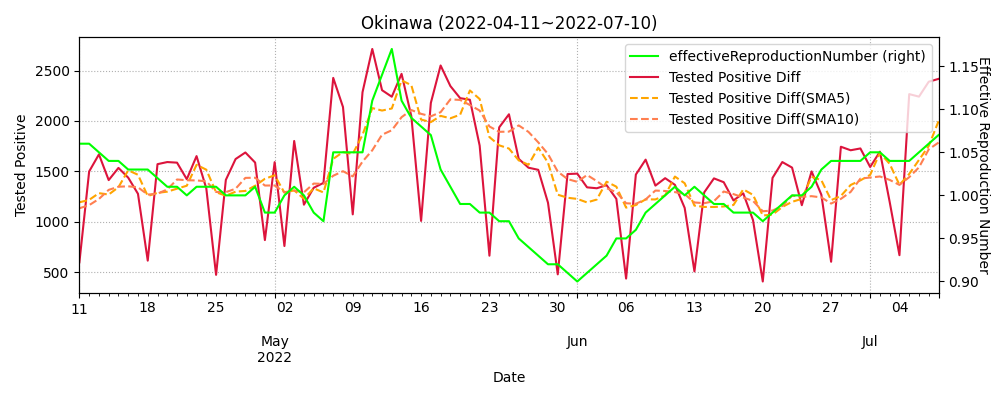 Okinawa (2022-04-11~2022-07-10)
effectiveReproductionNumber (right)
Tested Positive Diff
Tested Positive Diff(SMA5)
Tested Positive Diff(SMA10)
Tested Positive
2500
2000
1500
1000
500
1.15
1.10
1.05
1.00
0.95
0.90
Effective Reproduction Number
11 18 25 02 09 16 23 30 06 13 20 27 04
May Jun Jul
2022
Date